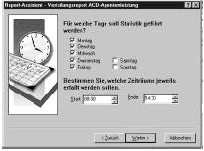 Report-Assistent - Verteilungsreport ACD-Agentenleistung
Für welche Tage soll Statistik geführt
werden?
Montag
Dienstag
Mittwoch
Donnerstag Samstag
Freitag Sonntag
Bestimmen Sie, welche Zeiträume jeweils
erfaßt werden sollen.
Start 08:00 Ende 14:30
< Zurück Weiter > Abbrechen